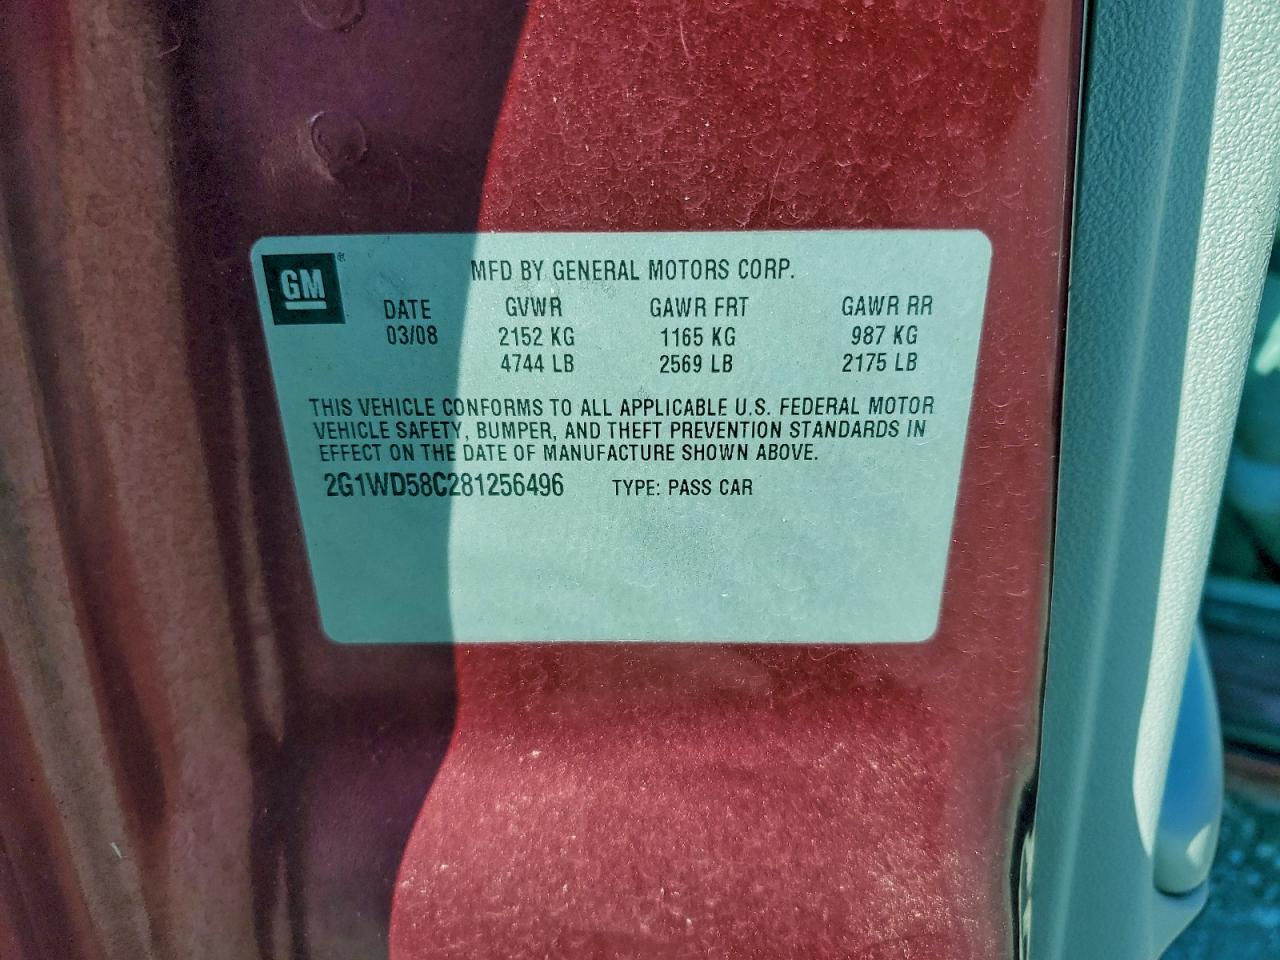 GM®
MFD BY GENERAL MOTORS CORP.
DATE GVWR GAWR FRT GAWR RR
03/08 2152 KG 1165 KG 987 KG
4744 LB 2569 LB 2175 LB
THIS VEHICLE CONFORMS TO ALL APPLICABLE U.S. FEDERAL MOTOR
VEHICLE SAFETY, BUMPER, AND THEFT PREVENTION STANDARDS IN
EFFECT ON THE DATE OF MANUFACTURE SHOWN ABOVE.
2G1WD58C281256496 TYPE: PASS CAR